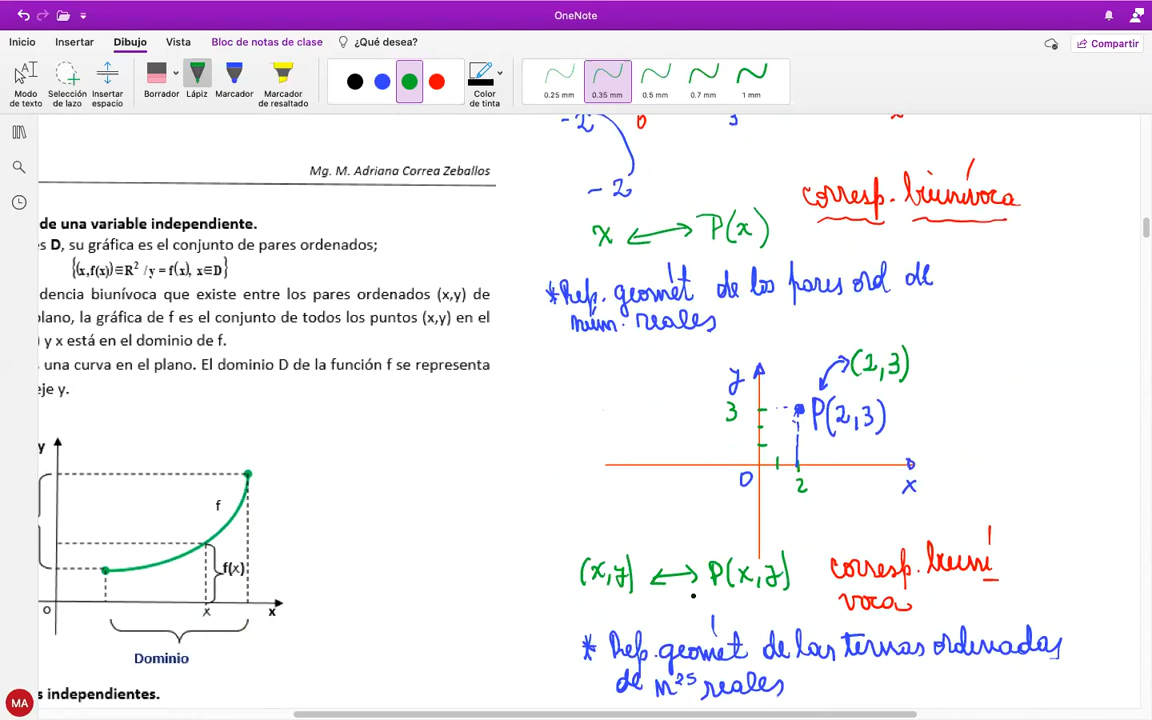 OneNote
Inicio Insertar Dibujo Vista Bloc de notas de clase ¿Qué desea? Compartir
Modo de texto Selección de lazo Insertar espacio Borrador Lápiz Marcador Marcador de resaltado Color de tinta 0.25 mm 0.35 mm 0.5 mm 0.7 mm 1 mm
Mg. M. Adriana Correa Zeballos
de una variable independiente.
s D, su gráfica es el conjunto de pares ordenados;
{(x,f(x))∈R² / y = f(x), x∈D}
dencia biunívoca que existe entre los pares ordenados (x,y) de
plano, la gráfica de f es el conjunto de todos los puntos (x,y) en el
) y x está en el dominio de f.
s una curva en el plano. El dominio D de la función f se representa
eje y.
y
f
f(x)
o x x
Dominio
s independientes.
MA
-2 0
-2
corresp. biunívoca
x ↔ P(x)
*Rep. geomét de los pares ord de
núm. reales
y (2,3)
3 P(2,3)
0 1 2 x
(x,y) ↔ P(x,y) corresp. biuní
voca
* Rep. geomét de las ternas ordenadas
de nºs reales